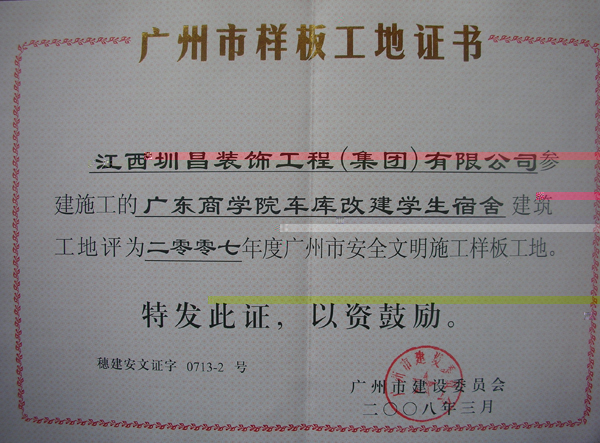 广州市样板工地证书
江西圳昌装饰工程(集团)有限公司参
建施工的广东商学院车库改建学生宿舍建筑
工地评为二零零七年度广州市安全文明施工样板工地。
特发此证，以资鼓励。
穗建安文证字 0713-2 号
广州市建设委员会
二〇〇八年三月